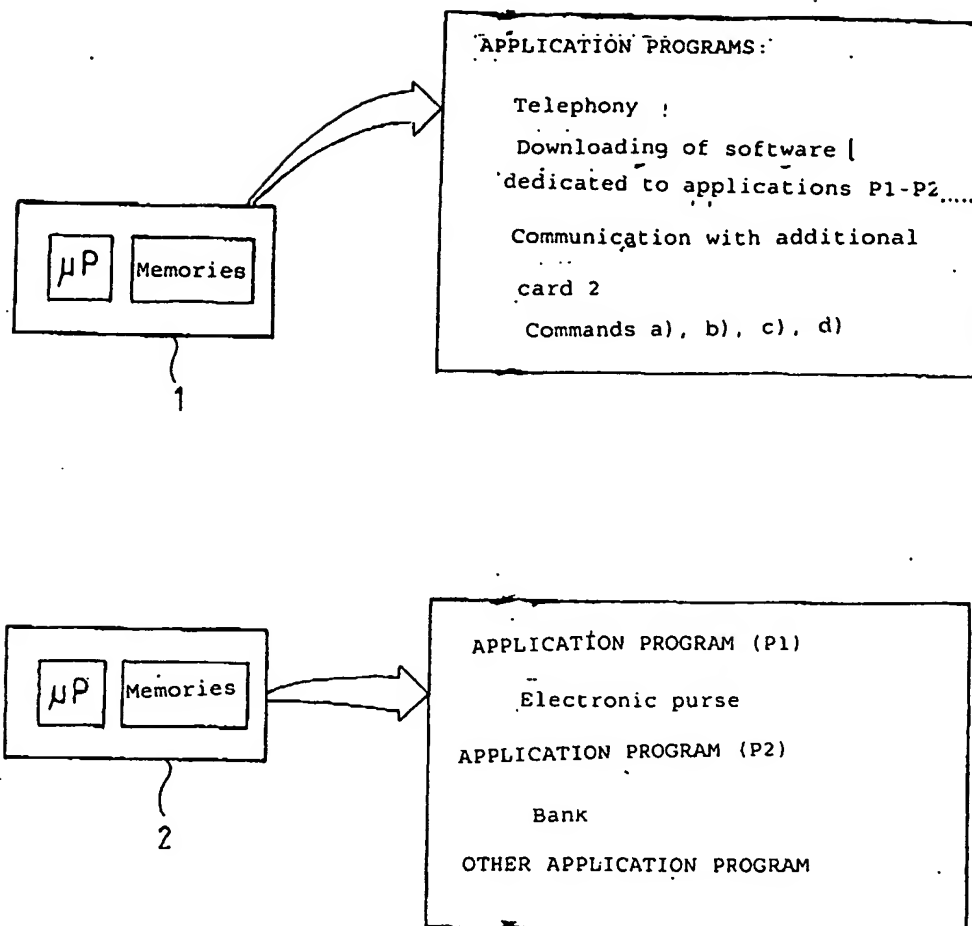 APPLICATION PROGRAMS:
Telephony
Downloading of software
dedicated to applications P1-P2.....
Communication with additional
card 2
Commands a), b), c), d)
µP
Memories
1
APPLICATION PROGRAM (P1)
Electronic purse
APPLICATION PROGRAM (P2)
Bank
OTHER APPLICATION PROGRAM
µP
Memories
2